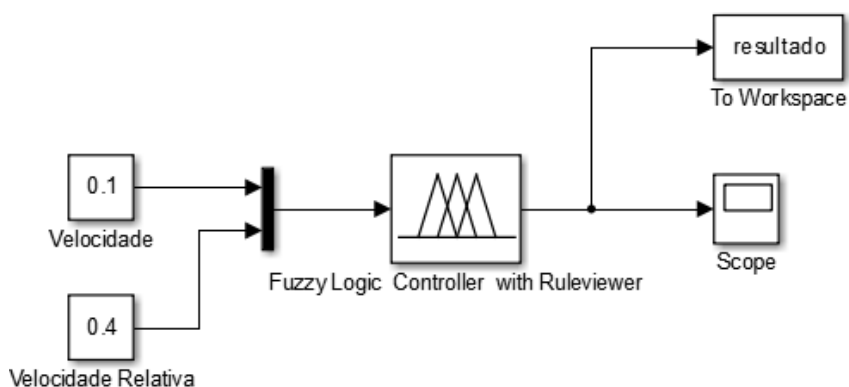 resultado
To Workspace
0.1
Velocidade
Fuzzy Logic Controller with Ruleviewer
Scope
0.4
Velocidade Relativa